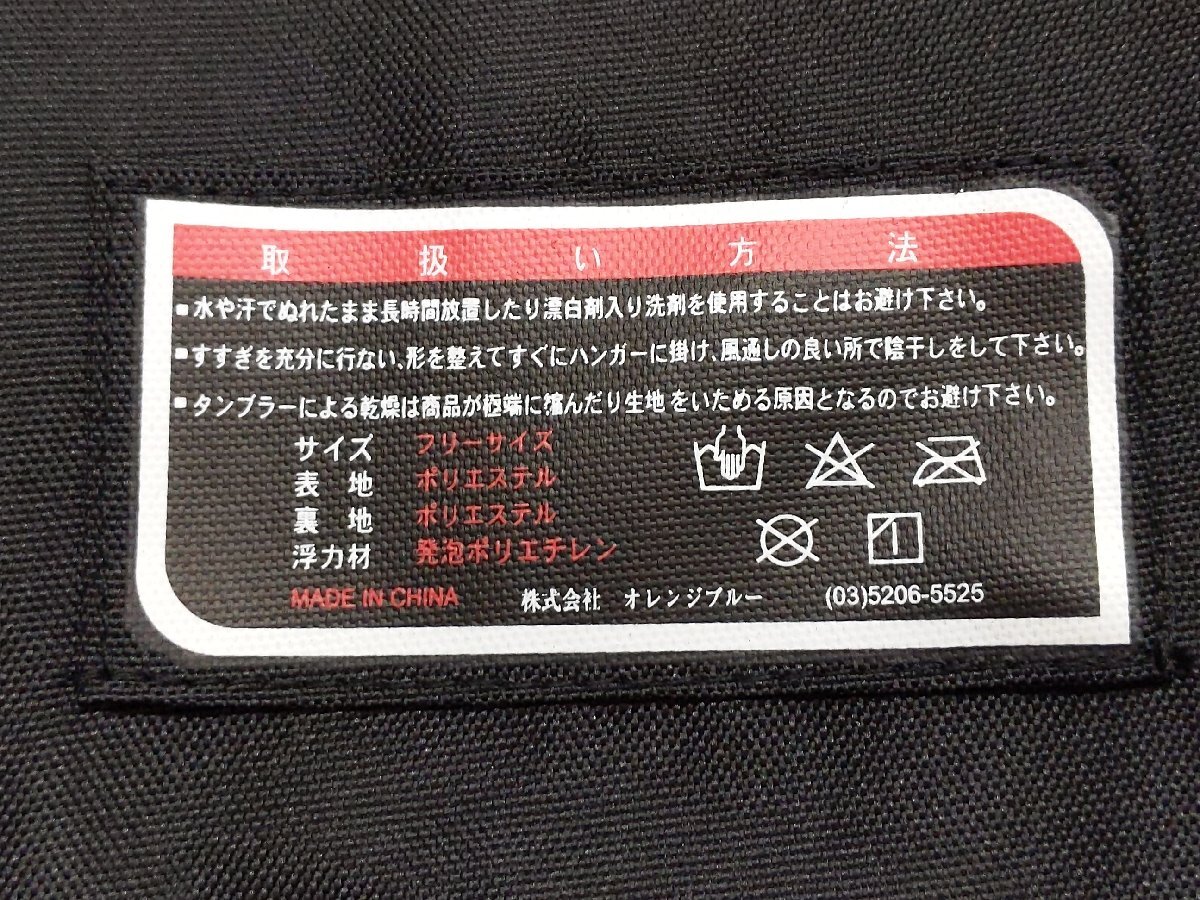 取扱い方法
▪水や汗でぬれたまま長時間放置したり漂白剤入り洗剤を使用することはお避け下さい。
▪すすぎを充分に行ない、形を整えてすぐにハンガーに掛け、風通しの良い所で陰干しをして下さい。
▪タンブラーによる乾燥は商品が極端に縮んだり生地をいためる原因となるのでお避け下さい。
サイズ フリーサイズ
表地 ポリエステル
裏地 ポリエステル
浮力材 発泡ポリエチレン
MADE IN CHINA 株式会社 オレンジブルー (03)5206-5525